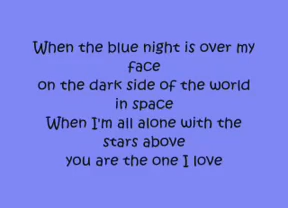 When the blue night is over my
face
on the dark side of the world
in space
When I'm all alone with the
stars above
you are the one I love